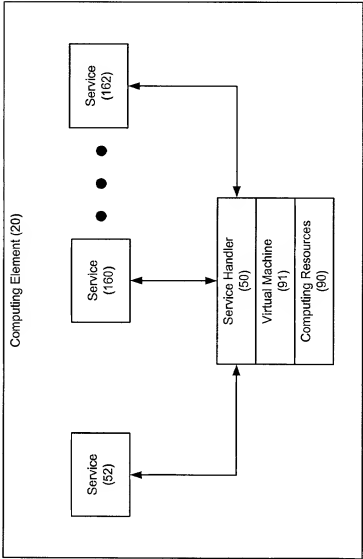 Computing Element (20)
Service
(52)
Service
(160)
Service
(162)
Service Handler
(50)
Virtual Machine
(91)
Computing Resources
(90)